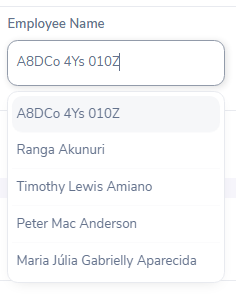 Employee Name
A8DCo 4Ys 010Z
A8DCo 4Ys 010Z
Ranga Akunuri
Timothy Lewis Amiano
Peter Mac Anderson
Maria Júlia Gabrielly Aparecida